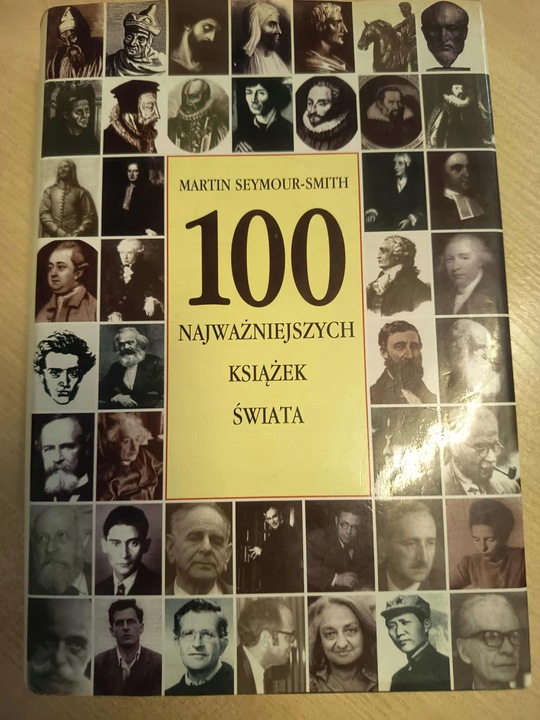 MARTIN SEYMOUR-SMITH
100
NAJWAŻNIEJSZYCH
KSIĄŻEK
ŚWIATA